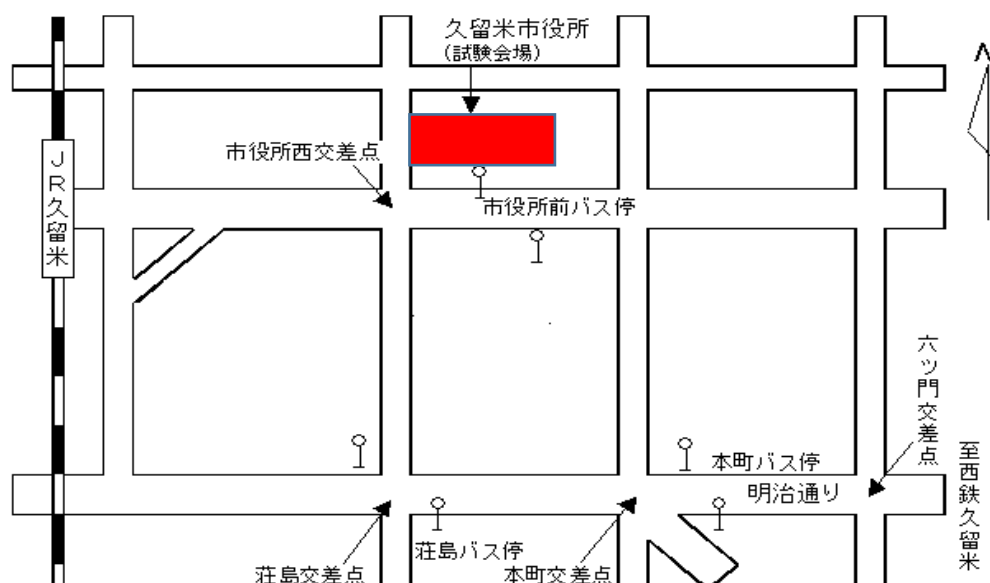 久留米市役所
(試験会場)
市役所西交差点
JR久留米
市役所前バス停
六ッ門交差点
至西鉄久留米
本町バス停
明治通り
荘島バス停
荘島交差点
本町交差点